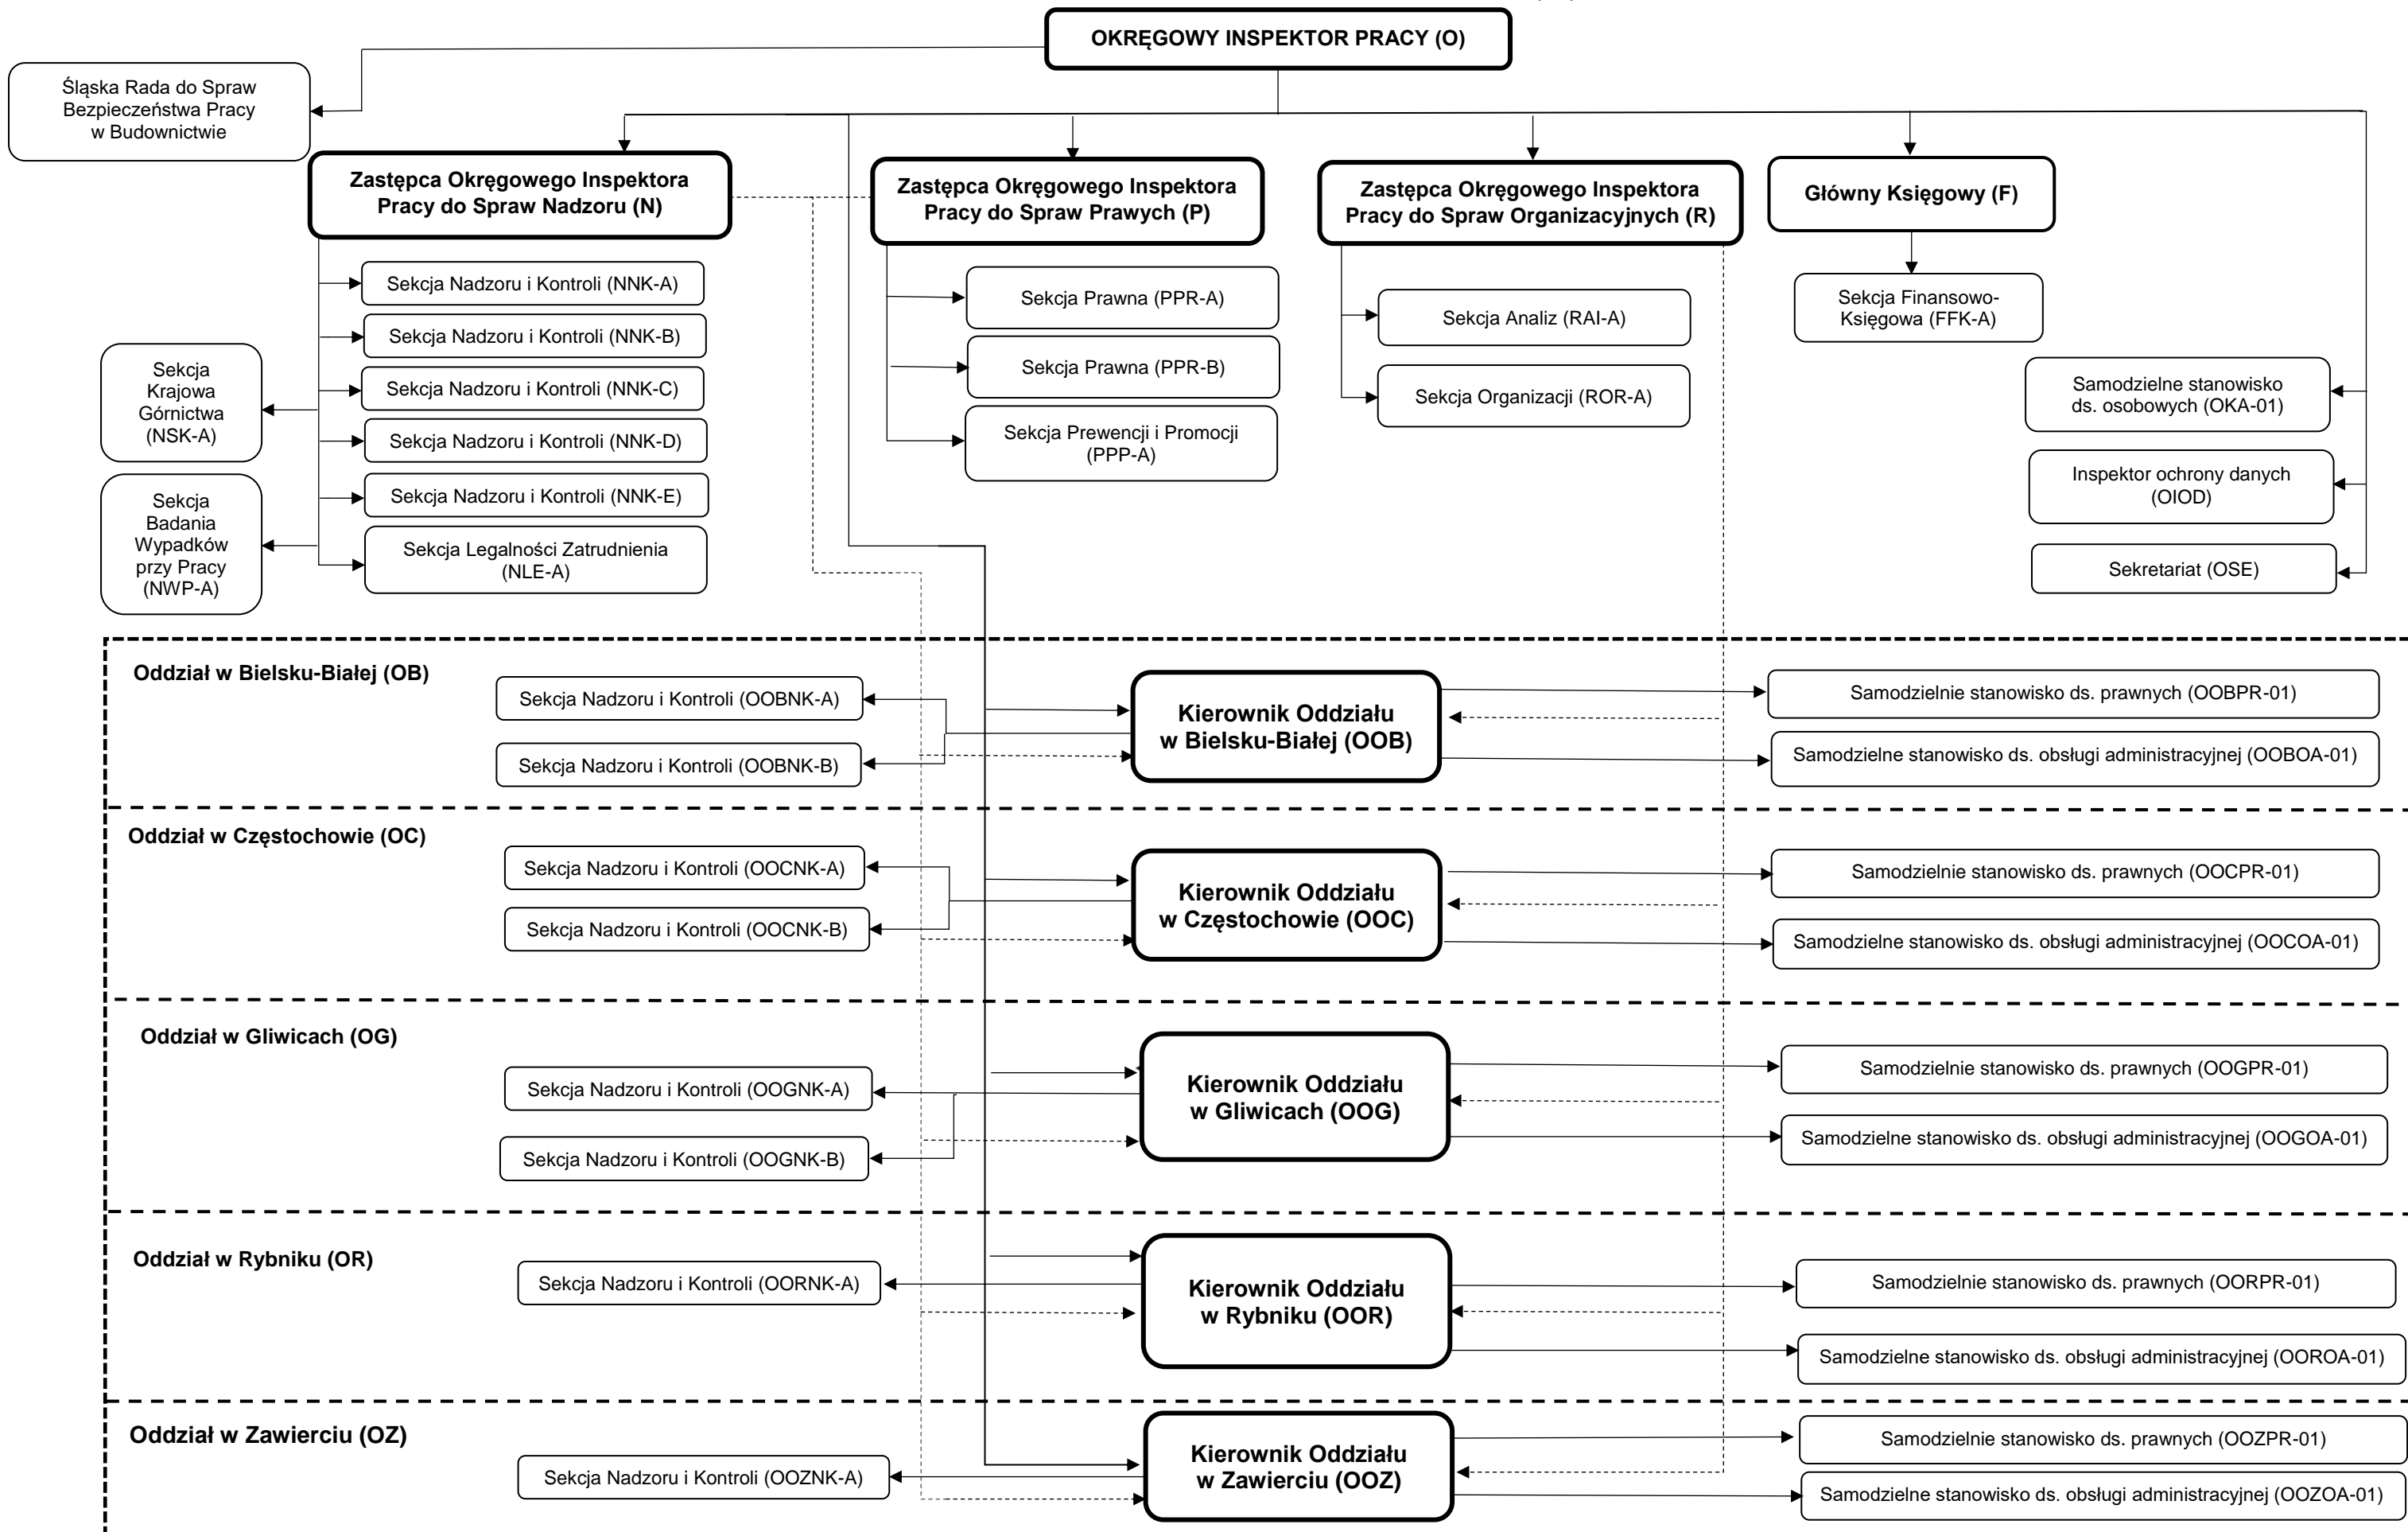 OKRĘGOWY INSPEKTOR PRACY (O)
Śląska Rada do Spraw
Bezpieczeństwa Pracy
w Budownictwie
Zastępca Okręgowego Inspektora
Pracy do Spraw Nadzoru (N)
Zastępca Okręgowego Inspektora
Pracy do Spraw Prawych (P)
Zastępca Okręgowego Inspektora
Pracy do Spraw Organizacyjnych (R)
Główny Księgowy (F)
Sekcja Nadzoru i Kontroli (NNK-A)
Sekcja Nadzoru i Kontroli (NNK-B)
Sekcja Nadzoru i Kontroli (NNK-C)
Sekcja Nadzoru i Kontroli (NNK-D)
Sekcja Nadzoru i Kontroli (NNK-E)
Sekcja Legalności Zatrudnienia
(NLE-A)
Sekcja
Krajowa
Górnictwa
(NSK-A)
Sekcja
Badania
Wypadków
przy Pracy
(NWP-A)
Sekcja Prawna (PPR-A)
Sekcja Prawna (PPR-B)
Sekcja Prewencji i Promocji
(PPP-A)
Sekcja Analiz (RAI-A)
Sekcja Organizacji (ROR-A)
Sekcja Finansowo-
Księgowa (FFK-A)
Samodzielne stanowisko
ds. osobowych (OKA-01)
Inspektor ochrony danych
(OIOD)
Sekretariat (OSE)
Oddział w Bielsku-Białej (OB)
Sekcja Nadzoru i Kontroli (OOBNK-A)
Sekcja Nadzoru i Kontroli (OOBNK-B)
Kierownik Oddziału
w Bielsku-Białej (OOB)
Samodzielnie stanowisko ds. prawnych (OOBPR-01)
Samodzielne stanowisko ds. obsługi administracyjnej (OOBOA-01)
Oddział w Częstochowie (OC)
Sekcja Nadzoru i Kontroli (OOCNK-A)
Sekcja Nadzoru i Kontroli (OOCNK-B)
Kierownik Oddziału
w Częstochowie (OOC)
Samodzielnie stanowisko ds. prawnych (OOCPR-01)
Samodzielne stanowisko ds. obsługi administracyjnej (OOCOA-01)
Oddział w Gliwicach (OG)
Sekcja Nadzoru i Kontroli (OOGNK-A)
Sekcja Nadzoru i Kontroli (OOGNK-B)
Kierownik Oddziału
w Gliwicach (OOG)
Samodzielnie stanowisko ds. prawnych (OOGPR-01)
Samodzielne stanowisko ds. obsługi administracyjnej (OOGOA-01)
Oddział w Rybniku (OR)
Sekcja Nadzoru i Kontroli (OORNK-A)
Kierownik Oddziału
w Rybniku (OOR)
Samodzielnie stanowisko ds. prawnych (OORPR-01)
Samodzielne stanowisko ds. obsługi administracyjnej (OOROA-01)
Oddział w Zawierciu (OZ)
Sekcja Nadzoru i Kontroli (OOZNK-A)
Kierownik Oddziału
w Zawierciu (OOZ)
Samodzielnie stanowisko ds. prawnych (OOZPR-01)
Samodzielne stanowisko ds. obsługi administracyjnej (OOZOA-01)